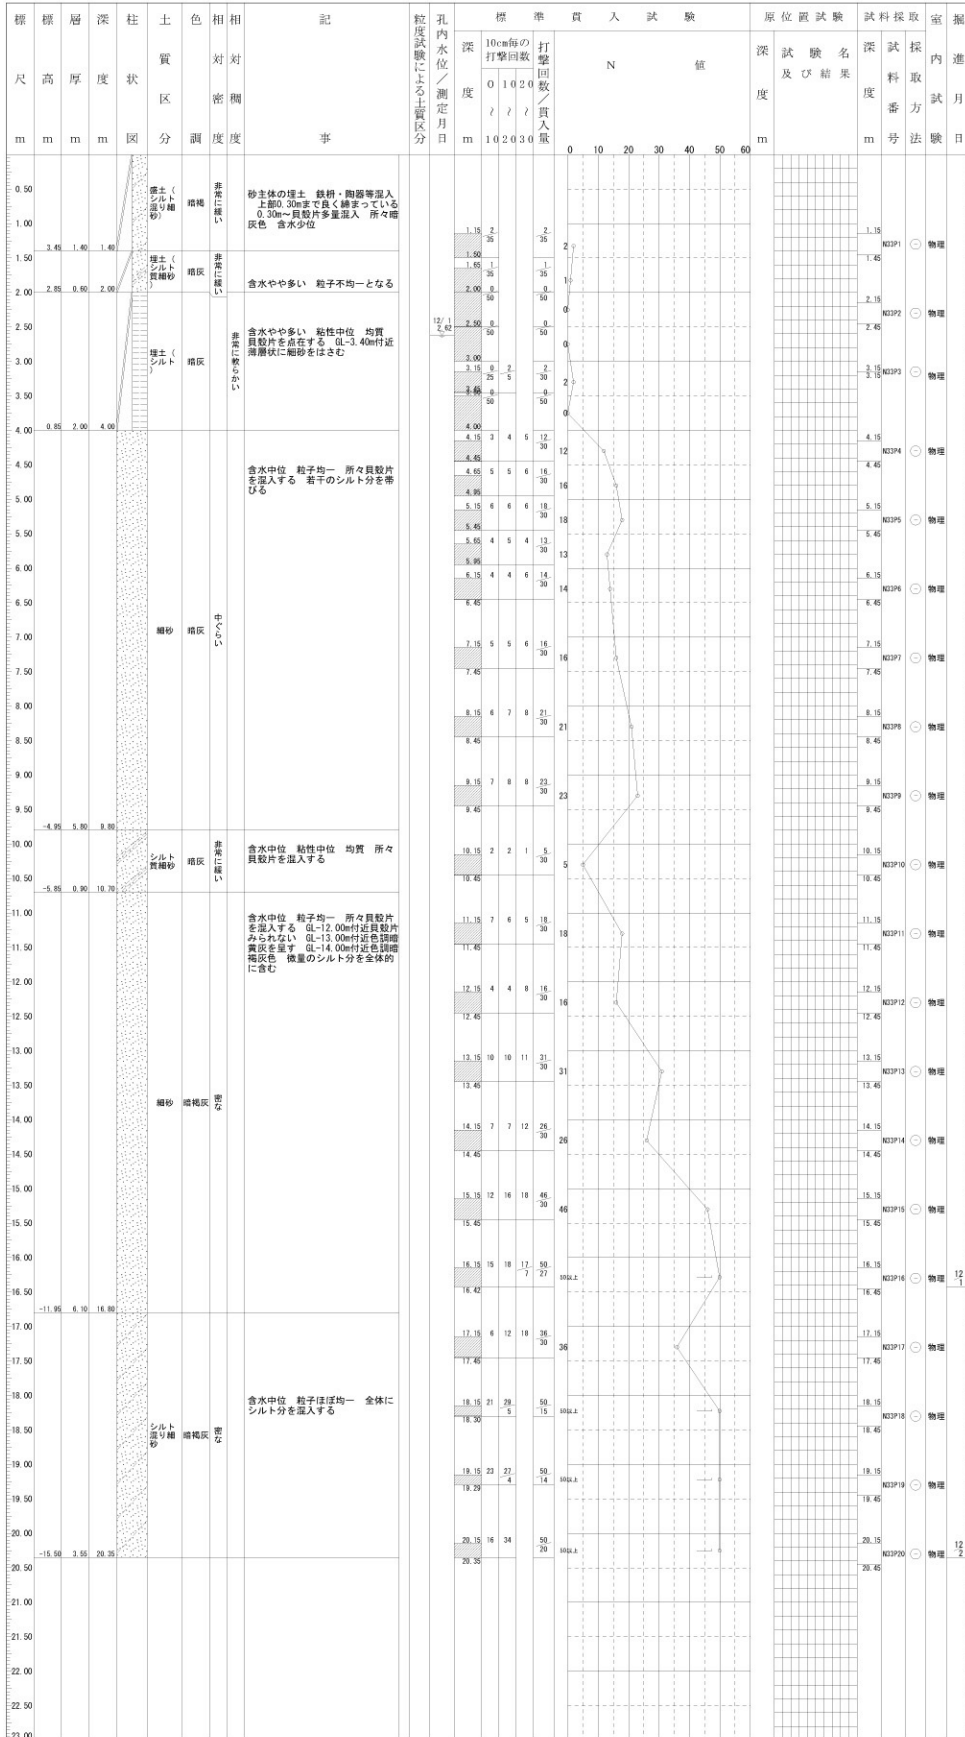 標尺 m
標高 m
層厚 m
深度 m
柱状図
土質区分
色調
相対密度
相対稠度
記事
粒度試験による土質区分
孔内水位/測定月日
標準貫入試験
深度 m
10cm毎の打撃回数
0 10 20
〜 〜 〜
10 20 30
打撃回数/貫入量
N 値
0 10 20 30 40 50 60
原位置試験
深度 m
試験名及び結果
試料採取
深度 m
試料番号
採取方法
室内試験
掘進月日
0.50
1.00
1.50
2.00
2.50
3.00
3.50
4.00
4.50
5.00
5.50
6.00
6.50
7.00
7.50
8.00
8.50
9.00
9.50
10.00
10.50
11.00
11.50
12.00
12.50
13.00
13.50
14.00
14.50
15.00
15.50
16.00
16.50
17.00
17.50
18.00
18.50
19.00
19.50
20.00
20.50
21.00
21.50
22.00
22.50
23.00
3.45 1.40 1.40
盛土(シルト混り細砂)
暗褐
非常に緩い
砂主体の埋土 鉄枡・陶器等混入
上部0.30mまで良く締まっている
0.30m〜貝殻片多量混入 所々暗
灰色 含水少位
2.85 0.60 2.00
埋土(シルト質細砂)
暗灰
非常に緩い
含水やや多い 粒子不均一となる
0.85 2.00 4.00
埋土(シルト)
暗灰
非常に軟らかい
含水やや多い 粘性中位 均質
貝殻片を点在する GL-3.40m付近
薄層状に細砂をはさむ
12/1
2.62
-4.95 5.80 9.80
細砂
暗灰
中ぐらい
含水中位 粒子均一 所々貝殻片
を混入する 若干のシルト分を帯
びる
-5.85 0.90 10.70
シルト質細砂
暗灰
非常に緩い
含水中位 粘性中位 均質 所々
貝殻片を混入する
-11.95 6.10 16.80
細砂
暗褐灰
密な
含水中位 粒子均一 所々貝殻片
を混入する GL-12.00m付近貝殻片
みられない GL-13.00m付近色調暗
黄灰を呈す GL-14.00m付近色調暗
褐灰色 微量のシルト分を全体的
に含む
-15.50 3.55 20.35
シルト混り細砂
暗褐灰
密な
含水中位 粒子ほぼ均一 全体に
シルト分を混入する
1.15 2/35 2/35 2
1.50
1.65 1/35 1/35 1
2.00 0/50 0/50 0
2.50 0/50 0/50 0
3.00
3.15 0/25 2/5 2/30 2
0/50 0/50 0
4.00
4.15 3 4 5 12/30 12
4.45
4.65 5 5 6 16/30 16
4.95
5.15 6 6 6 18/30 18
5.45
5.65 4 5 4 13/30 13
5.95
6.15 4 4 6 14/30 14
6.45
7.15 5 5 6 16/30 16
7.45
8.15 6 7 8 21/30 21
8.45
9.15 7 8 8 23/30 23
9.45
10.15 2 2 1 5/30 5
10.45
11.15 7 6 5 18/30 18
11.45
12.15 4 4 8 16/30 16
12.45
13.15 10 10 11 31/30 31
13.45
14.15 7 7 12 26/30 26
14.45
15.15 12 16 18 46/30 46
15.45
16.15 15 18 17/7 50/27 50以上
16.42
17.15 6 12 18 36/30 36
17.45
18.15 21 29/5 50/15 50以上
18.30
19.15 23 27/4 50/14 50以上
19.29
20.15 16 34 50/20 50以上
20.35
1.15 N33P1 物理
1.45
2.15 N33P2 物理
2.45
3.15 N33P3 物理
3.15
4.15 N33P4 物理
4.45
5.15 N33P5 物理
5.45
6.15 N33P6 物理
6.45
7.15 N33P7 物理
7.45
8.15 N33P8 物理
8.45
9.15 N33P9 物理
9.45
10.15 N33P10 物理
10.45
11.15 N33P11 物理
11.45
12.15 N33P12 物理
12.45
13.15 N33P13 物理
13.45
14.15 N33P14 物理
14.45
15.15 N33P15 物理
15.45
16.15 N33P16 物理 12/1
16.45
17.15 N33P17 物理
17.45
18.15 N33P18 物理
18.45
19.15 N33P19 物理
19.45
20.15 N33P20 物理 12/2
20.45